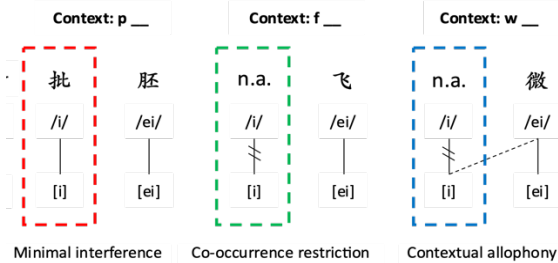 Context: p __ Context: f __ Context: w __
批 胚 n.a. 飞 n.a. 微
/i/ /ei/ /i/ /ei/ /i/ /ei/
[i] [ei] [i] [ei] [i] [ei]
Minimal interference Co-occurrence restriction Contextual allophony